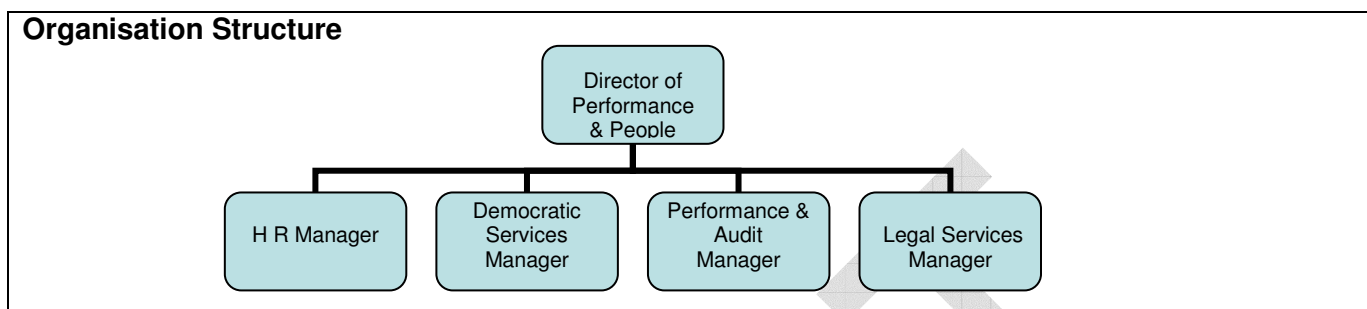 Organisation Structure
Director of
Performance
& People
H R Manager
Democratic
Services
Manager
Performance &
Audit
Manager
Legal Services
Manager